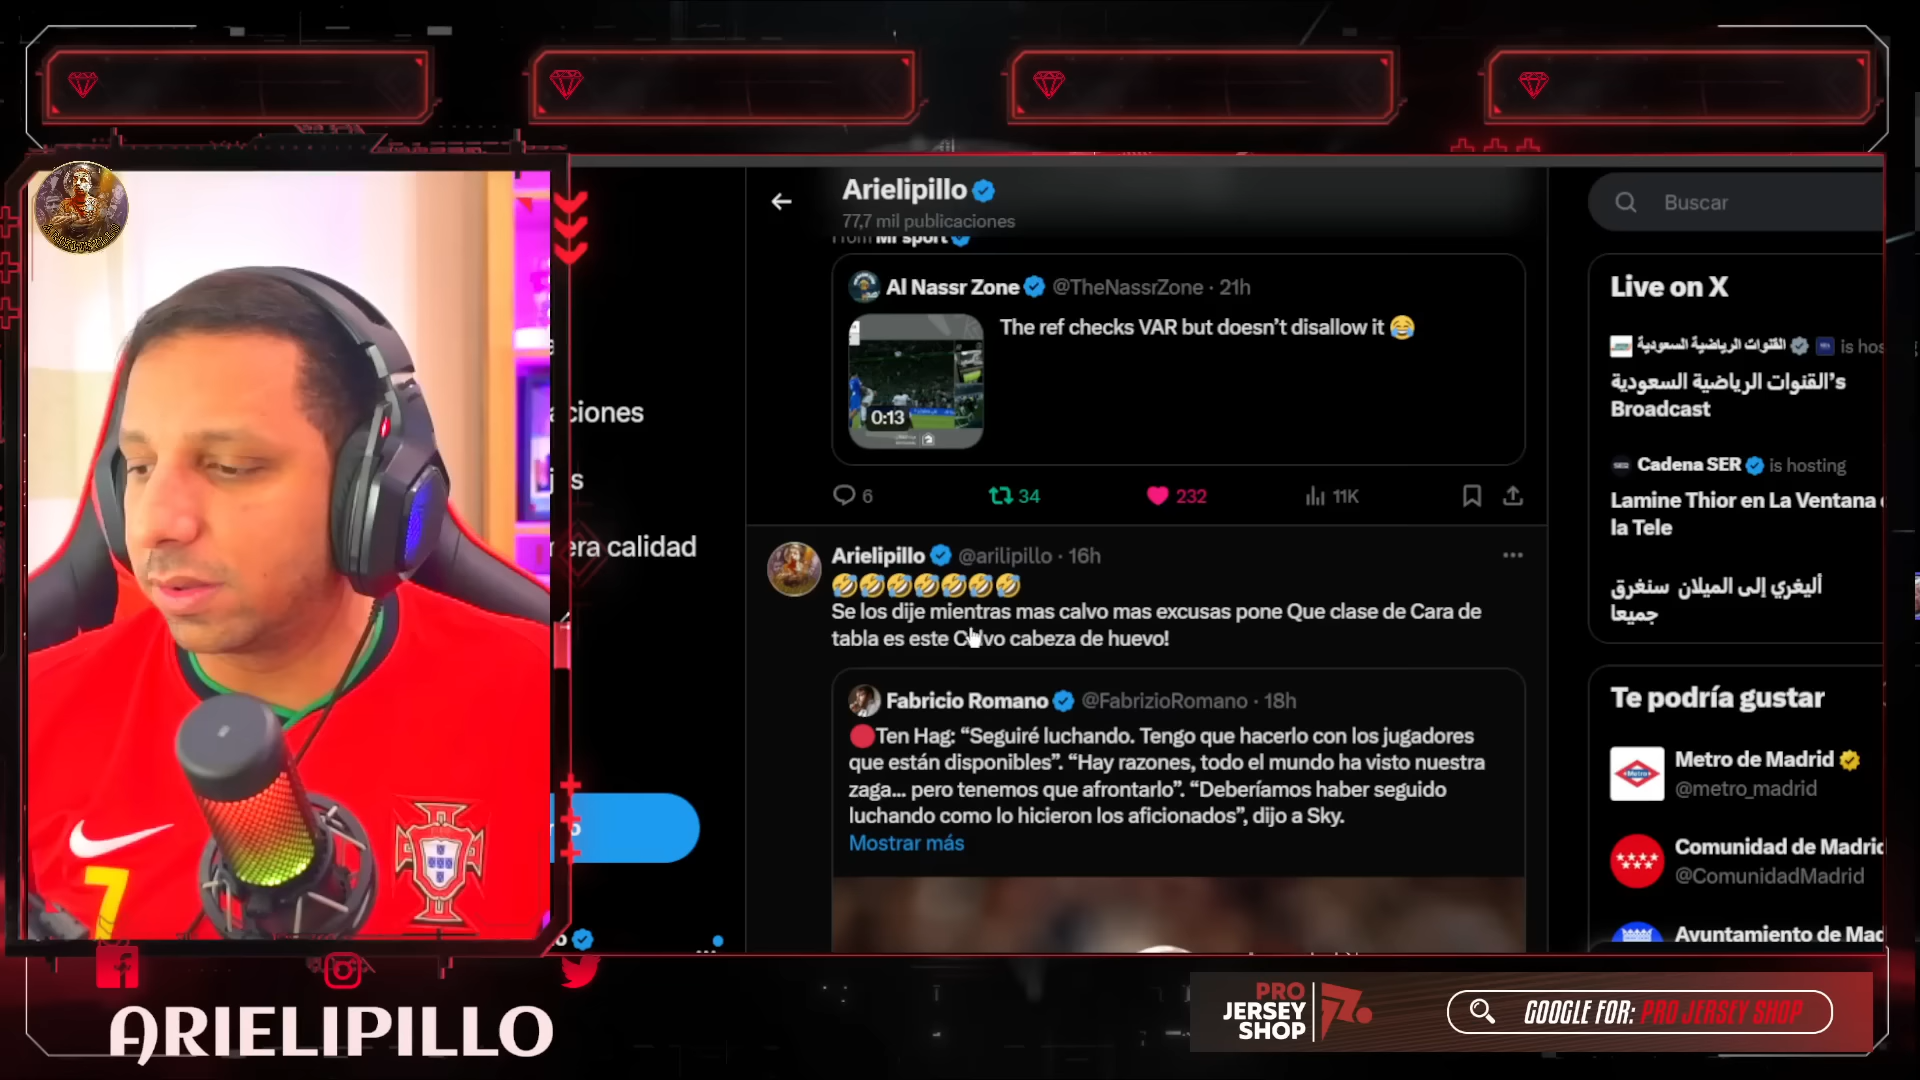 Arielipillo
77,7 mil publicaciones
From Mr sport
Al Nassr Zone @TheNassrZone · 21h
The ref checks VAR but doesn't disallow it 😂
0:13
6 34 232 11K
Arielipillo @arilipillo · 16h
🤣🤣🤣🤣🤣🤣🤣
Se los dije mientras mas calvo mas excusas pone Que clase de Cara de
tabla es este Calvo cabeza de huevo!
Fabricio Romano @FabrizioRomano · 18h
🔴Ten Hag: “Seguiré luchando. Tengo que hacerlo con los jugadores
que están disponibles”. “Hay razones, todo el mundo ha visto nuestra
zaga... pero tenemos que afrontarlo”. “Deberíamos haber seguido
luchando como lo hicieron los aficionados”, dijo a Sky.
Mostrar más
ciones
s
era calidad
Buscar
Live on X
القنوات الرياضية السعودية is hos
القنوات الرياضية السعودية's
Broadcast
Cadena SER is hosting
Lamine Thior en La Ventana
la Tele
أليغري إلى الميلان سنغرق
جميعا
Te podría gustar
Metro de Madrid
@metro_madrid
Comunidad de Madrid
@ComunidadMadrid
Ayuntamiento de Mad
7
ARIELIPILLO
PRO
JERSEY
SHOP
GOOGLE FOR: PRO JERSEY SHOP